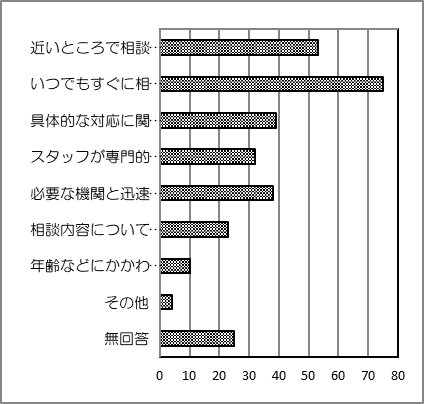 近いところで相談…
いつでもすぐに相…
具体的な対応に関…
スタッフが専門的…
必要な機関と迅速…
相談内容について…
年齢などにかかわ…
その他
無回答
0 10 20 30 40 50 60 70 80